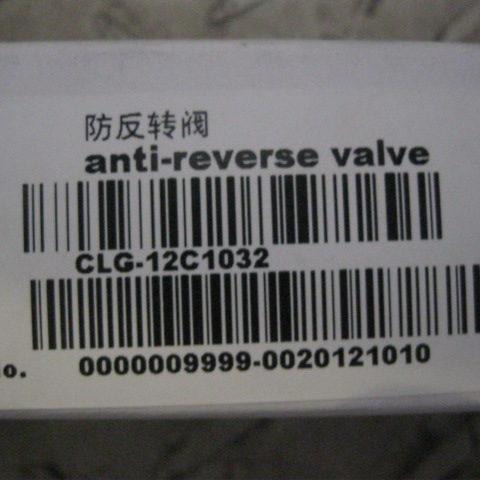 防反转阀
anti-reverse valve
CLG-12C1032
0000009999-0020121010